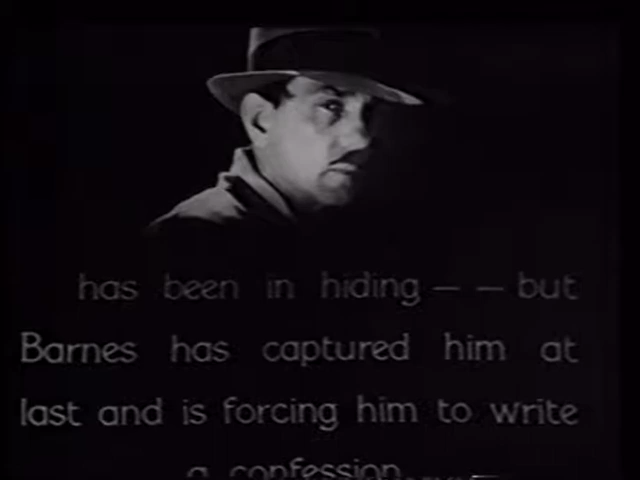 has been in hiding — — but
Barnes has captured him at
last and is forcing him to write
a confession